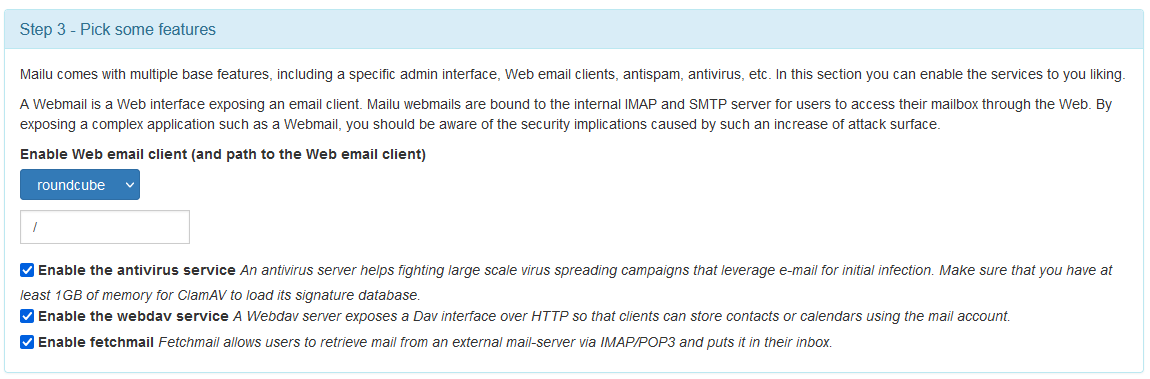 Step 3 - Pick some features
Mailu comes with multiple base features, including a specific admin interface, Web email clients, antispam, antivirus, etc. In this section you can enable the services to you liking.
A Webmail is a Web interface exposing an email client. Mailu webmails are bound to the internal IMAP and SMTP server for users to access their mailbox through the Web. By
exposing a complex application such as a Webmail, you should be aware of the security implications caused by such an increase of attack surface.
Enable Web email client (and path to the Web email client)
roundcube
/
Enable the antivirus service An antivirus server helps fighting large scale virus spreading campaigns that leverage e-mail for initial infection. Make sure that you have at
least 1GB of memory for ClamAV to load its signature database.
Enable the webdav service A Webdav server exposes a Dav interface over HTTP so that clients can store contacts or calendars using the mail account.
Enable fetchmail Fetchmail allows users to retrieve mail from an external mail-server via IMAP/POP3 and puts it in their inbox.